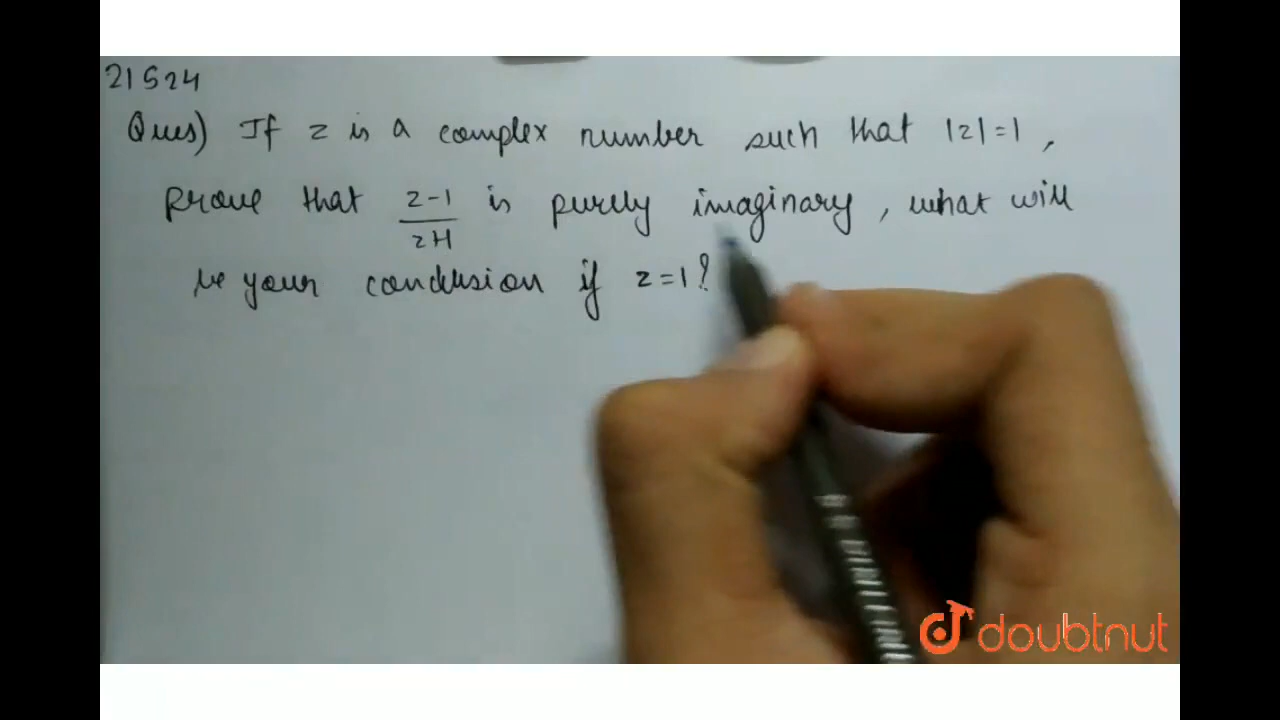 21524
Ques) If z is a complex number such that |z|=1,
prove that z-1/z+1 is purely imaginary, what will
be your conclusion if z=1?
doubtnut